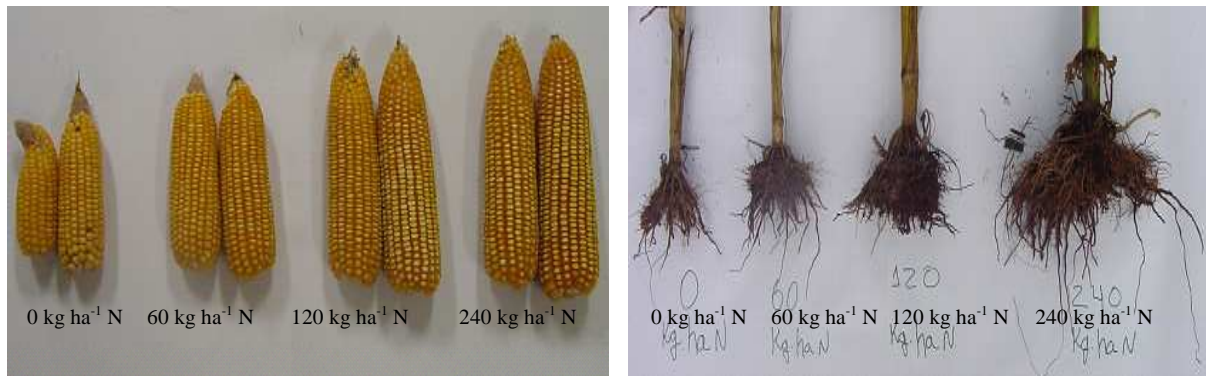 0 kg ha⁻¹ N 60 kg ha⁻¹ N 120 kg ha⁻¹ N 240 kg ha⁻¹ N
0 60 120 240
0 kg ha⁻¹ N 60 kg ha⁻¹ N 120 kg ha⁻¹ N 240 kg ha⁻¹ N
Kg.ha N Kg.ha N Kg.ha N Kg.ha N